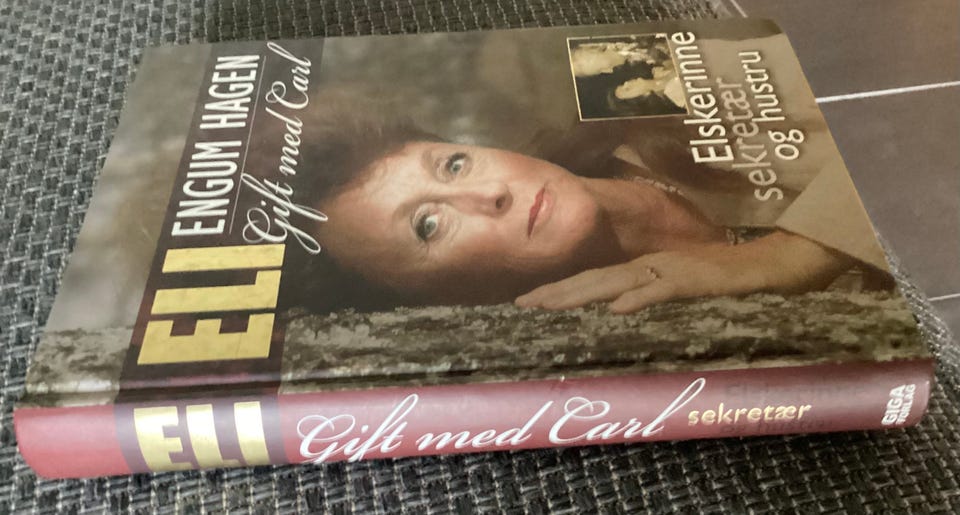 ELI
ENGUM HAGEN
Gift med Carl
Elskerinne
sekretær
og hustru
ELI
Gift med Carl
sekretær
GIGA
FORLAG